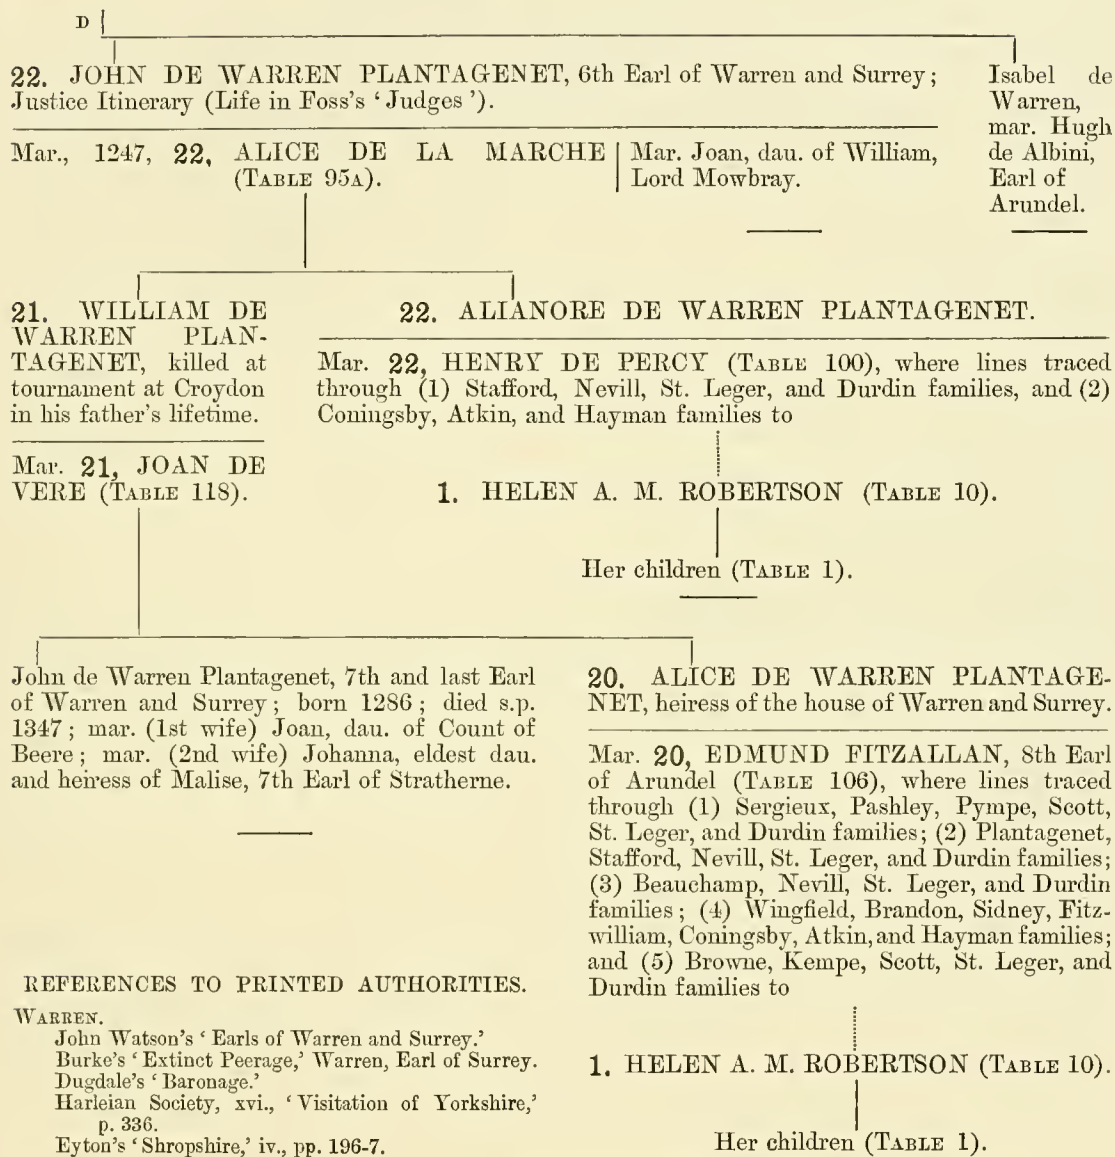 D
22. JOHN DE WARREN PLANTAGENET, 6th Earl of Warren and Surrey;
Justice Itinerary (Life in Foss's ‘Judges’).
Isabel de
Warren,
mar. Hugh
de Albini,
Earl of
Arundel.
Mar., 1247, 22, ALICE DE LA MARCHE
(TABLE 95A).
Mar. Joan, dau. of William,
Lord Mowbray.
21. WILLIAM DE
WARREN PLAN-
TAGENET, killed at
tournament at Croydon
in his father's lifetime.
Mar. 21, JOAN DE
VERE (TABLE 118).
22. ALIANORE DE WARREN PLANTAGENET.
Mar. 22, HENRY DE PERCY (TABLE 100), where lines traced
through (1) Stafford, Nevill, St. Leger, and Durdin families, and (2)
Coningsby, Atkin, and Hayman families to
1. HELEN A. M. ROBERTSON (TABLE 10).
Her children (TABLE 1).
John de Warren Plantagenet, 7th and last Earl
of Warren and Surrey; born 1286; died s.p.
1347; mar. (1st wife) Joan, dau. of Count of
Beere; mar. (2nd wife) Johanna, eldest dau.
and heiress of Malise, 7th Earl of Stratherne.
20. ALICE DE WARREN PLANTAGE-
NET, heiress of the house of Warren and Surrey.
Mar. 20, EDMUND FITZALLAN, 8th Earl
of Arundel (TABLE 106), where lines traced
through (1) Sergieux, Pashley, Pympe, Scott,
St. Leger, and Durdin families; (2) Plantagenet,
Stafford, Nevill, St. Leger, and Durdin families;
(3) Beauchamp, Nevill, St. Leger, and Durdin
families; (4) Wingfield, Brandon, Sidney, Fitz-
william, Coningsby, Atkin, and Hayman families;
and (5) Browne, Kempe, Scott, St. Leger, and
Durdin families to
1. HELEN A. M. ROBERTSON (TABLE 10).
Her children (TABLE 1).
REFERENCES TO PRINTED AUTHORITIES.
WARREN.
John Watson's ‘Earls of Warren and Surrey.’
Burke's ‘Extinct Peerage,’ Warren, Earl of Surrey.
Dugdale's ‘Baronage.’
Harleian Society, xvi., ‘Visitation of Yorkshire,’
p. 336.
Eyton's ‘Shropshire,’ iv., pp. 196-7.